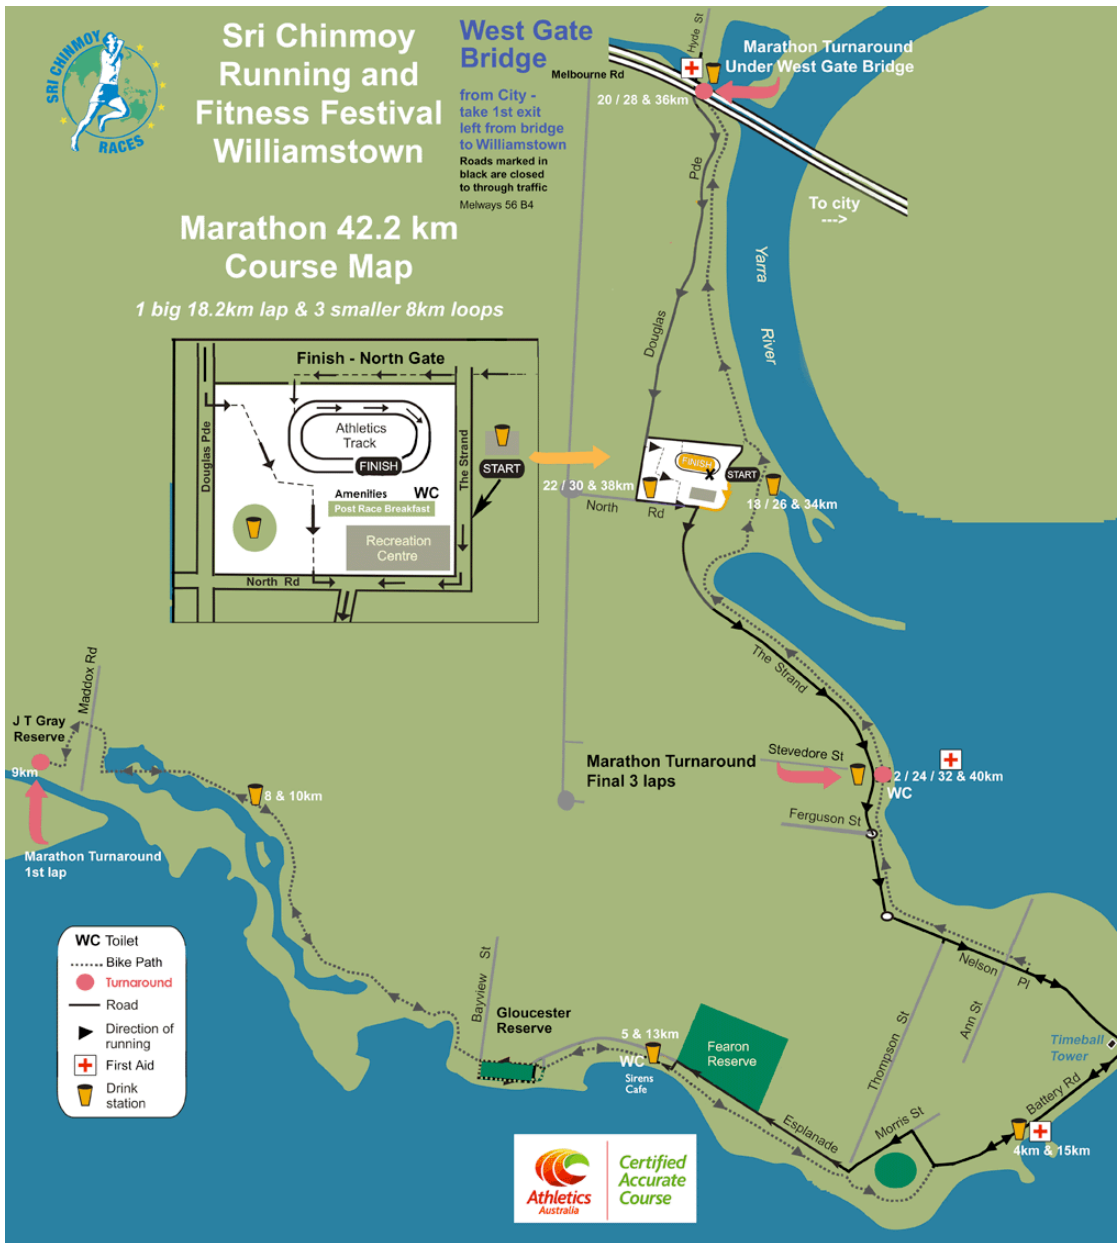 SRI CHINMOY
RACES
Sri Chinmoy
Running and
Fitness Festival
Williamstown
West Gate
Bridge
from City -
take 1st exit
left from bridge
to Williamstown
Roads marked in
black are closed
to through traffic
Melways 56 B4
Melbourne Rd
Hyde St
Marathon Turnaround
Under West Gate Bridge
20 / 28 & 36km
Pde
To city
--->
Yarra
River
Douglas
Marathon 42.2 km
Course Map
1 big 18.2km lap & 3 smaller 8km loops
Finish - North Gate
Douglas Pde
Athletics
Track
FINISH
The Strand
START
Amenities
WC
Post Race Breakfast
Recreation
Centre
North Rd
FINISH
START
22 / 30 & 38km
18 / 26 & 34km
North Rd
The Strand
Maddox Rd
J T Gray
Reserve
9km
8 & 10km
Marathon Turnaround
1st lap
Marathon Turnaround
Final 3 laps
Stevedore St
2 / 24 / 32 & 40km
WC
Ferguson St
Nelson Pl
Ann St
Thompson St
Timeball
Tower
Battery Rd
Morris St
4km & 15km
Esplanade
Fearon
Reserve
5 & 13km
WC
Sirens
Cafe
Gloucester
Reserve
Bayview St
WC Toilet
Bike Path
Turnaround
Road
Direction of
running
First Aid
Drink
station
Athletics
Australia
Certified
Accurate
Course